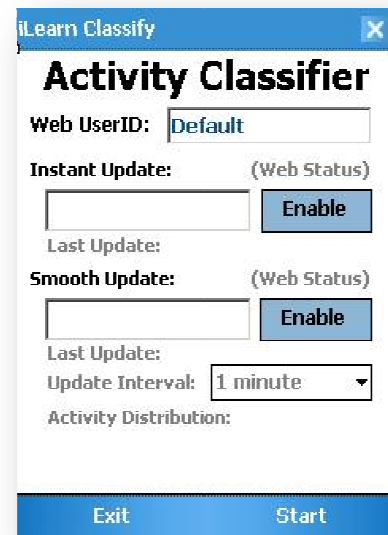 iLearn Classify
Activity Classifier
Web UserID: Default
Instant Update: (Web Status)
Enable
Last Update:
Smooth Update: (Web Status)
Enable
Last Update:
Update Interval: 1 minute
Activity Distribution:
Exit Start